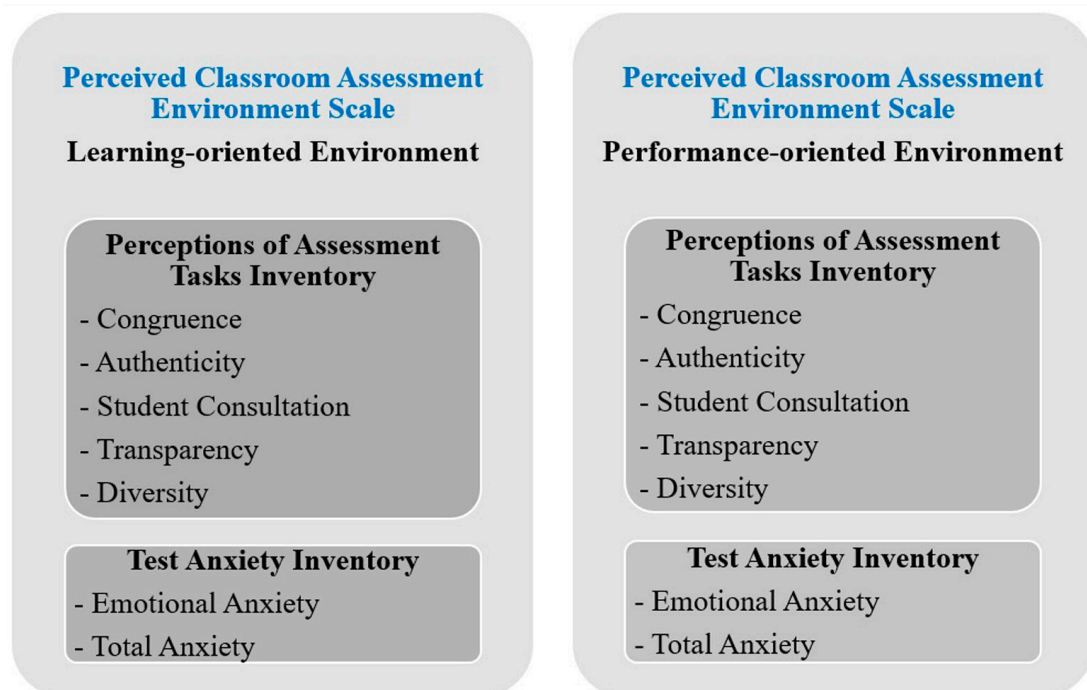 Perceived Classroom Assessment
Environment Scale
Learning-oriented Environment
Perceptions of Assessment
Tasks Inventory
- Congruence
- Authenticity
- Student Consultation
- Transparency
- Diversity
Test Anxiety Inventory
- Emotional Anxiety
- Total Anxiety
Perceived Classroom Assessment
Environment Scale
Performance-oriented Environment
Perceptions of Assessment
Tasks Inventory
- Congruence
- Authenticity
- Student Consultation
- Transparency
- Diversity
Test Anxiety Inventory
- Emotional Anxiety
- Total Anxiety